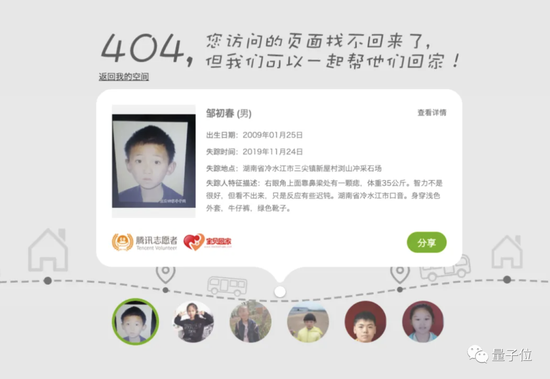 404,
您访问的页面找不回来了,
但我们可以一起帮他们回家!
返回我的空间
邹初春 (男)
查看详情
出生日期: 2009年01月25日
失踪时间: 2019年11月24日
失踪地点: 湖南省冷水江市三尖镇新屋村浏山冲采石场
失踪人特征描述: 右眼角上面靠鼻梁处有一颗痣,体重35公斤。智力不是
很好,但看不出来,只是反应有些迟钝。湖南省冷水江市口音。身穿浅色
外套,牛仔裤,绿色靴子。
腾讯志愿者
Tencent Volunteer
宝贝回家
分享
量子位